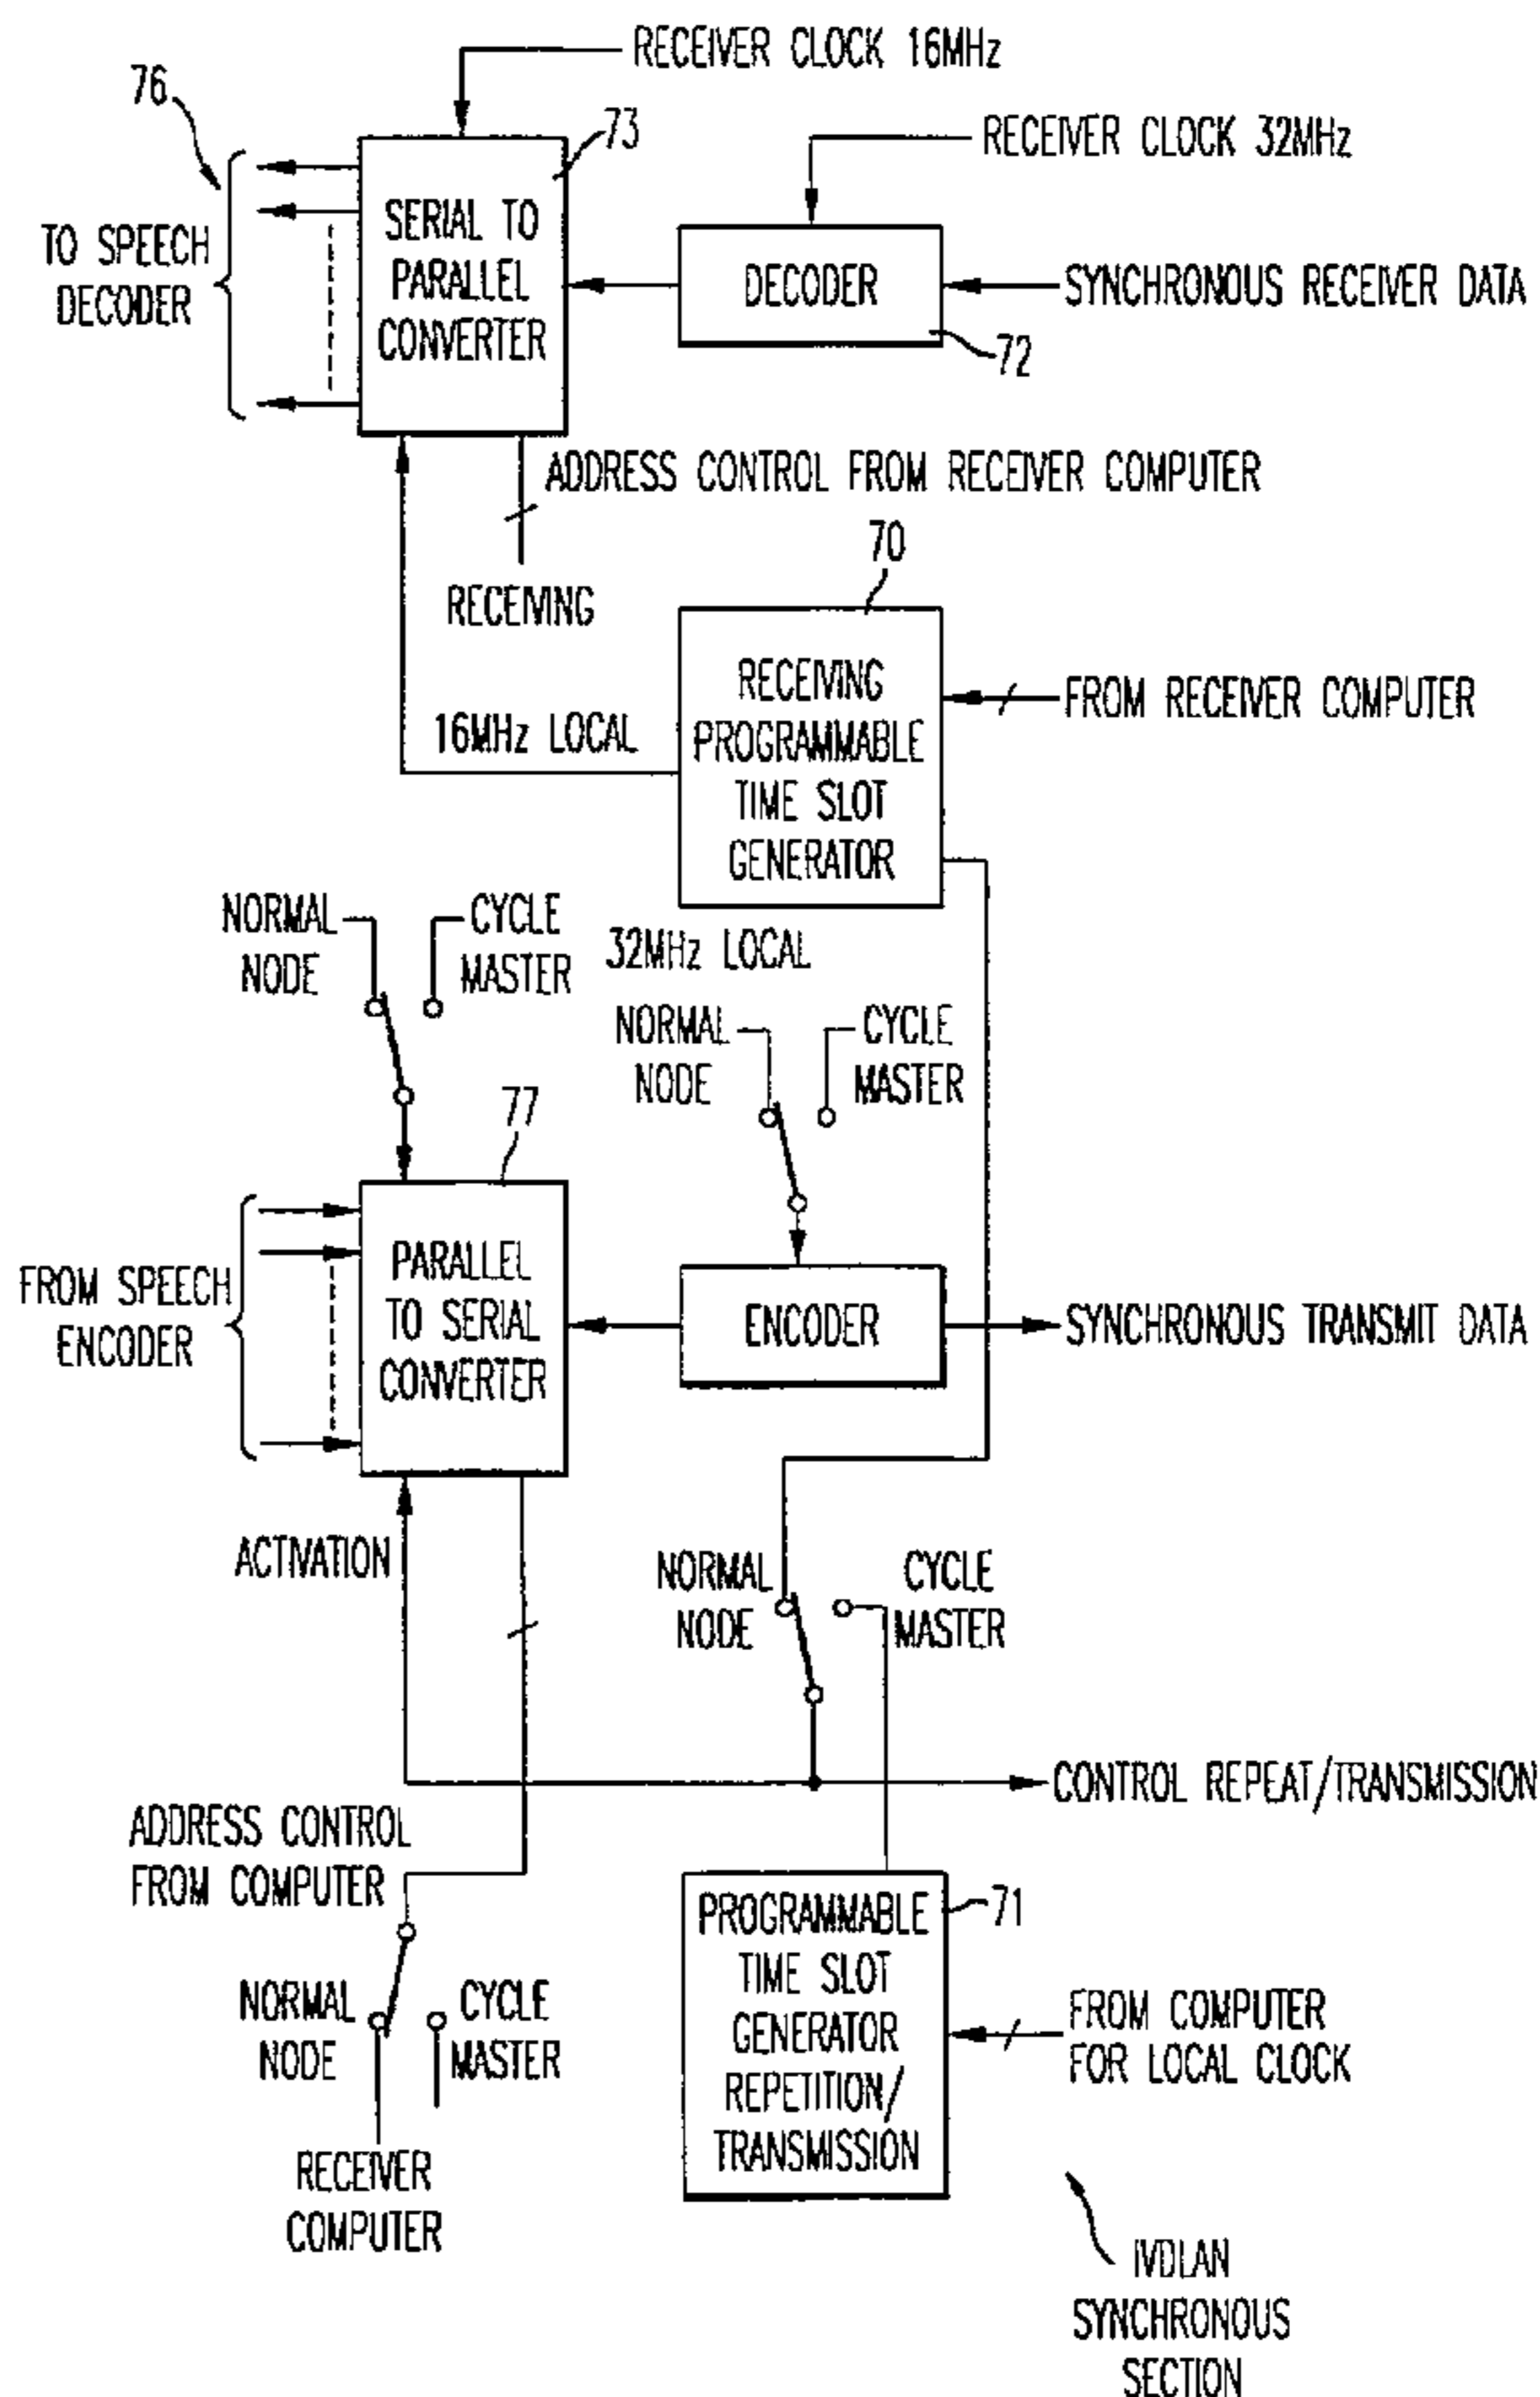 RECEIVER CLOCK 16MHz
76
73
RECEIVER CLOCK 32MHz
TO SPEECH
DECODER
SERIAL TO
PARALLEL
CONVERTER
DECODER
SYNCHRONOUS RECEIVER DATA
72
ADDRESS CONTROL FROM RECEIVER COMPUTER
RECEIVING
70
RECEIVING
PROGRAMMABLE
TIME SLOT
GENERATOR
FROM RECEIVER COMPUTER
16MHz LOCAL
NORMAL
NODE
CYCLE
MASTER
32MHz LOCAL
NORMAL
NODE
CYCLE
MASTER
77
FROM SPEECH
ENCODER
PARALLEL
TO SERIAL
CONVERTER
ENCODER
SYNCHRONOUS TRANSMIT DATA
ACTIVATION
NORMAL
NODE
CYCLE
MASTER
CONTROL REPEAT/TRANSMISSION
ADDRESS CONTROL
FROM COMPUTER
PROGRAMMABLE
TIME SLOT
GENERATOR
REPETITION/
TRANSMISSION
71
NORMAL
NODE
CYCLE
MASTER
FROM COMPUTER
FOR LOCAL CLOCK
RECEIVER
COMPUTER
IVDLAN
SYNCHRONOUS
SECTION